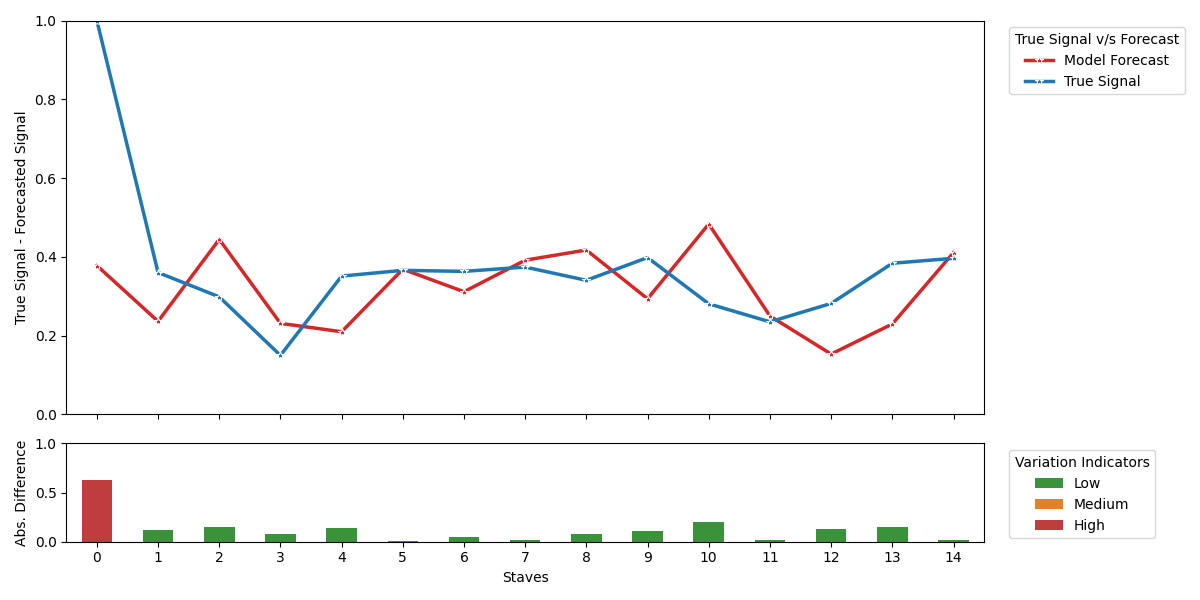 True Signal - Forecasted Signal
1.0
0.8
0.6
0.4
0.2
0.0
True Signal v/s Forecast
Model Forecast
True Signal
Abs. Difference
1.0
0.5
0.0
0 1 2 3 4 5 6 7 8 9 10 11 12 13 14
Staves
Variation Indicators
Low
Medium
High